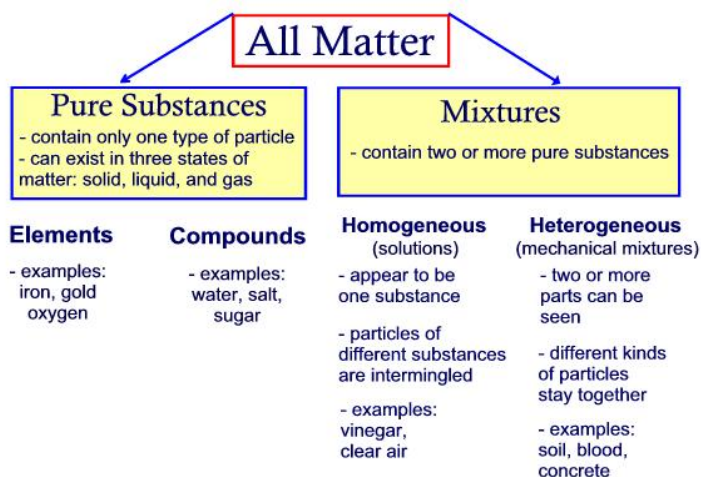 All Matter
Pure Substances
- contain only one type of particle
- can exist in three states of
matter: solid, liquid, and gas
Mixtures
- contain two or more pure substances
Elements
- examples:
iron, gold
oxygen
Compounds
- examples:
water, salt,
sugar
Homogeneous
(solutions)
- appear to be
one substance
- particles of
different substances
are intermingled
- examples:
vinegar,
clear air
Heterogeneous
(mechanical mixtures)
- two or more
parts can be
seen
- different kinds
of particles
stay together
- examples:
soil, blood,
concrete